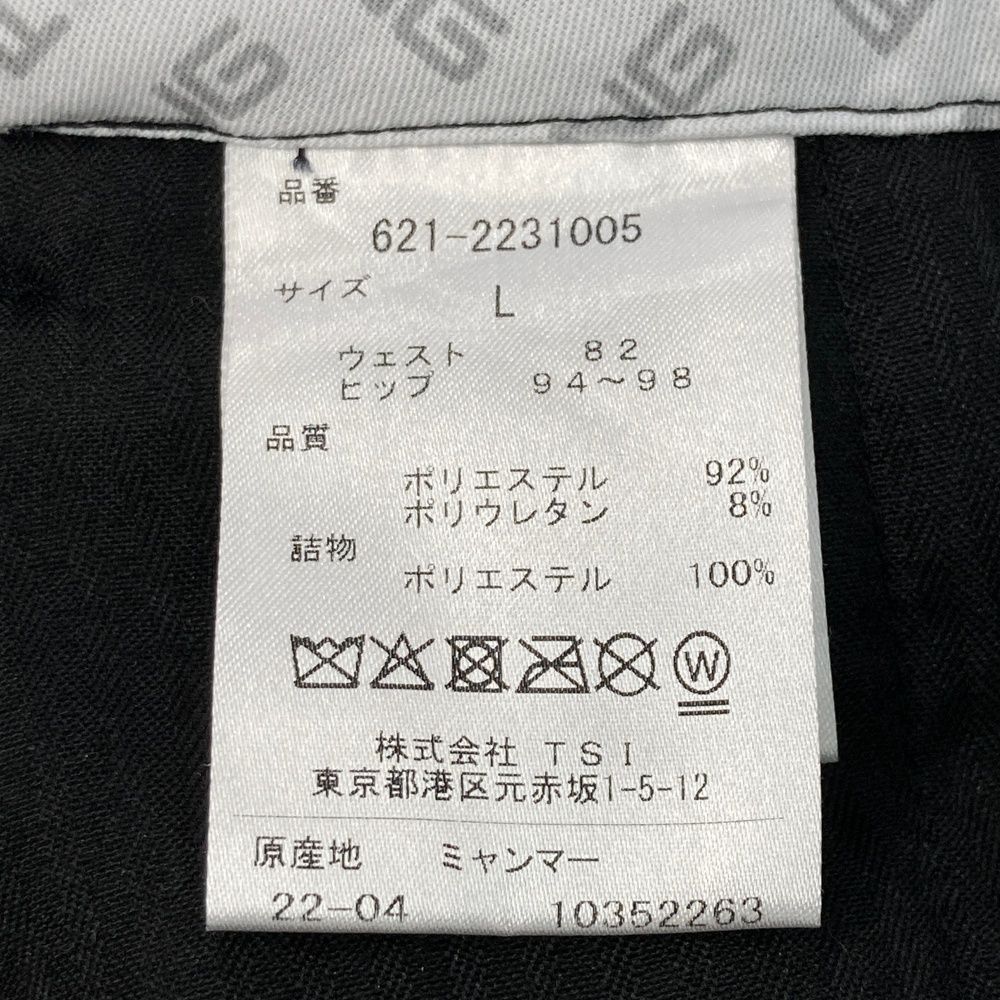 品番
621-2231005
サイズ L
ウェスト 82
ヒップ 94～98
品質
ポリエステル 92%
ポリウレタン 8%
詰物
ポリエステル 100%
W
株式会社 TSI
東京都港区元赤坂1-5-12
原産地 ミャンマー
22-04 10352263